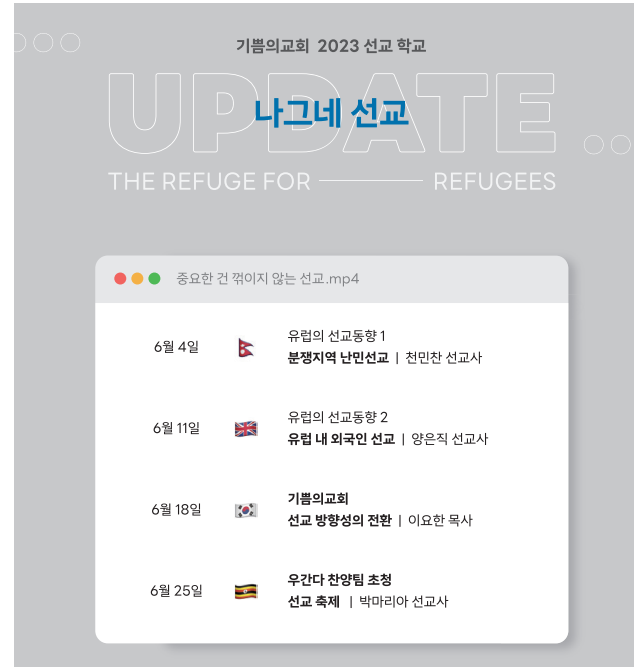 기쁨의교회 2023 선교 학교
UPDATE
나그네 선교
THE REFUGE FOR REFUGEES
중요한 건 꺾이지 않는 선교.mp4
6월 4일
유럽의 선교동향 1
분쟁지역 난민선교 | 천민찬 선교사
6월 11일
유럽의 선교동향 2
유럽 내 외국인 선교 | 양은직 선교사
6월 18일
기쁨의교회
선교 방향성의 전환 | 이요한 목사
6월 25일
우간다 찬양팀 초청
선교 축제 | 박마리아 선교사